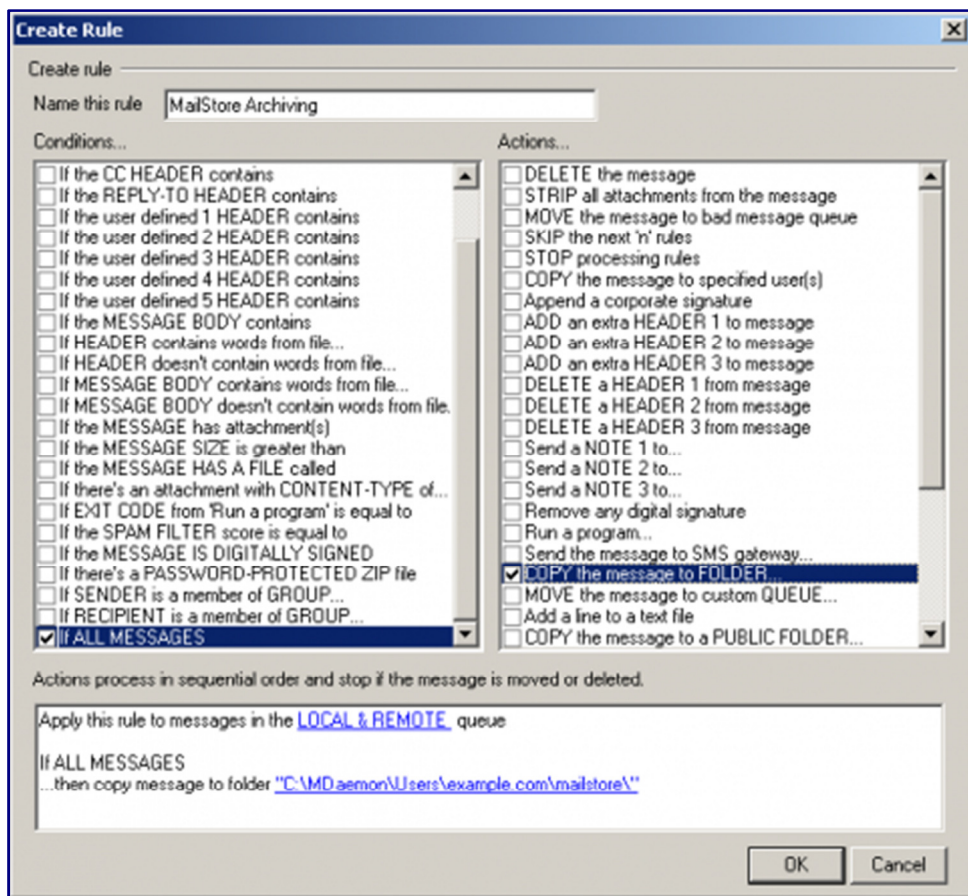 Create Rule
Create rule
Name this rule MailStore Archiving
Conditions...
If the CC HEADER contains
If the REPLY-TO HEADER contains
If the user defined 1 HEADER contains
If the user defined 2 HEADER contains
If the user defined 3 HEADER contains
If the user defined 4 HEADER contains
If the user defined 5 HEADER contains
If the MESSAGE BODY contains
If HEADER contains words from file...
If HEADER doesn't contain words from file...
If MESSAGE BODY contains words from file...
If MESSAGE BODY doesn't contain words from file.
If the MESSAGE has attachment(s)
If the MESSAGE SIZE is greater than
If the MESSAGE HAS A FILE called
If there's an attachment with CONTENT-TYPE of...
If EXIT CODE from 'Run a program' is equal to
If the SPAM FILTER score is equal to
If the MESSAGE IS DIGITALLY SIGNED
If there's a PASSWORD-PROTECTED ZIP file
If SENDER is a member of GROUP...
If RECIPIENT is a member of GROUP...
If ALL MESSAGES
Actions...
DELETE the message
STRIP all attachments from the message
MOVE the message to bad message queue
SKIP the next 'n' rules
STOP processing rules
COPY the message to specified user(s)
Append a corporate signature
ADD an extra HEADER 1 to message
ADD an extra HEADER 2 to message
ADD an extra HEADER 3 to message
DELETE a HEADER 1 from message
DELETE a HEADER 2 from message
DELETE a HEADER 3 from message
Send a NOTE 1 to...
Send a NOTE 2 to...
Send a NOTE 3 to...
Remove any digital signature
Run a program...
Send the message to SMS gateway...
COPY the message to FOLDER...
MOVE the message to custom QUEUE...
Add a line to a text file
COPY the message to a PUBLIC FOLDER...
Actions process in sequential order and stop if the message is moved or deleted.
Apply this rule to messages in the LOCAL & REMOTE queue
If ALL MESSAGES
...then copy message to folder "C:\MDaemon\Users\example.com\mailstore\"
OK Cancel